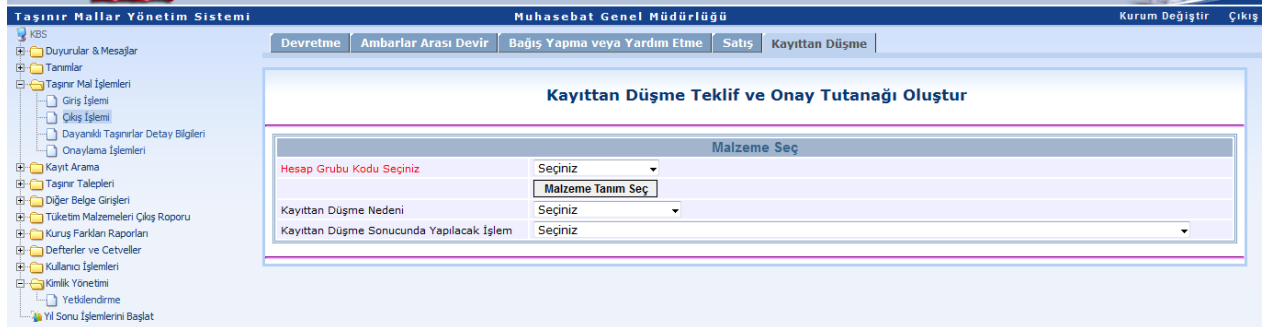 Taşınır Mallar Yönetim Sistemi Muhasebat Genel Müdürlüğü Kurum Değiştir Çıkış
KBS
Duyurular & Mesajlar
Tanımlar
Taşınır Mal İşlemleri
Giriş İşlemi
Çıkış İşlemi
Dayanıklı Taşınırlar Detay Bilgileri
Onaylama İşlemleri
Kayıt Arama
Taşınır Talepleri
Diğer Belge Girişleri
Tüketim Malzemeleri Çıkış Roporu
Kuruş Farkları Raporları
Defterler ve Cetveller
Kullanıcı İşlemleri
Kimlik Yönetimi
Yetkilendirme
Yıl Sonu İşlemlerini Başlat
Devretme Ambarlar Arası Devir Bağış Yapma veya Yardım Etme Satış Kayıttan Düşme
Kayıttan Düşme Teklif ve Onay Tutanağı Oluştur
Malzeme Seç
Hesap Grubu Kodu Seçiniz Seçiniz
Malzeme Tanım Seç
Kayıttan Düşme Nedeni Seçiniz
Kayıttan Düşme Sonucunda Yapılacak İşlem Seçiniz